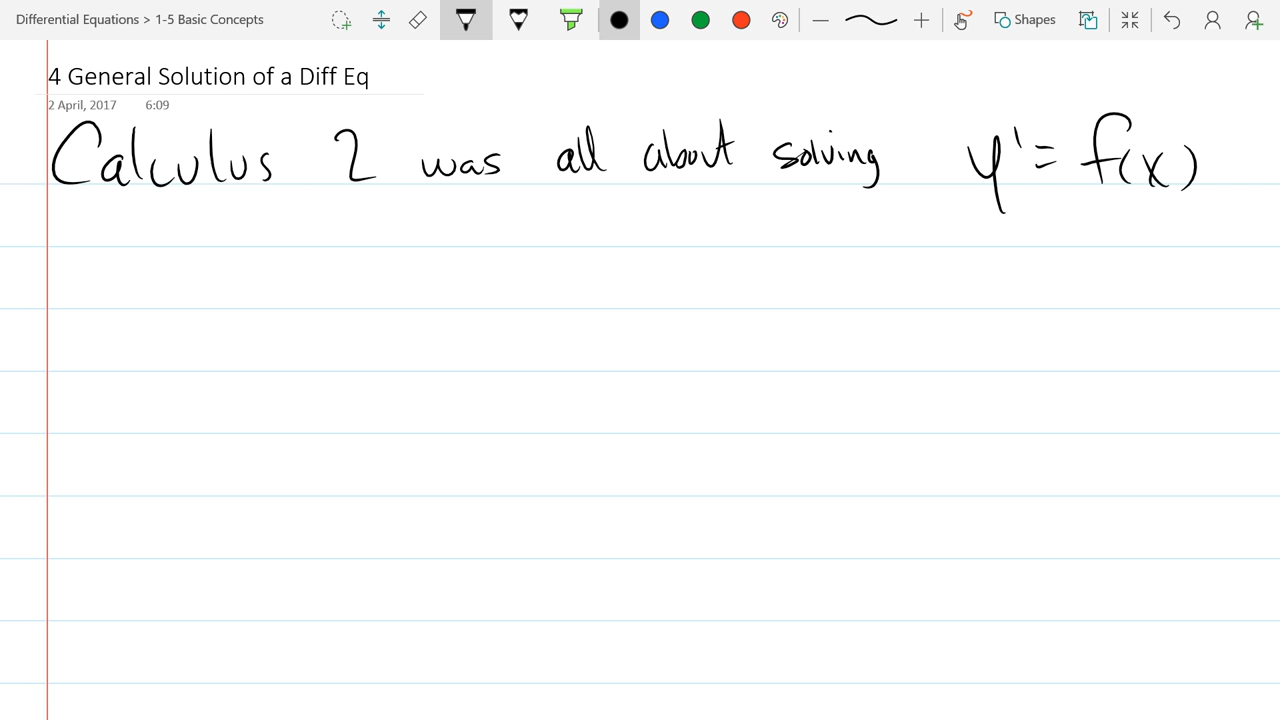 Differential Equations > 1-5 Basic Concepts
Shapes
4 General Solution of a Diff Eq
2 April, 2017 6:09
Calculus 2 was all about solving y' = f(x)